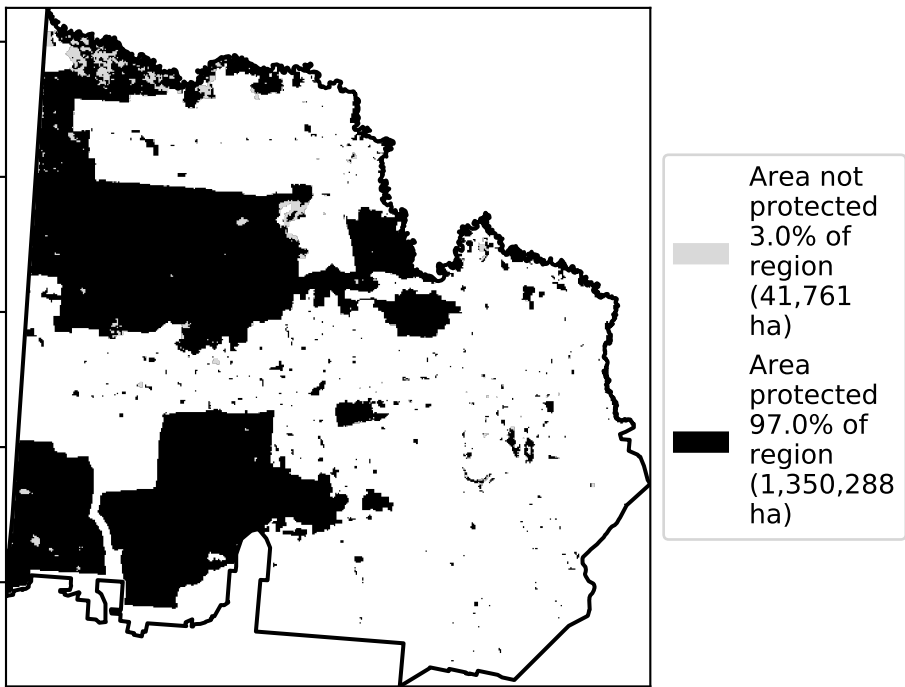 Area not
protected
3.0% of
region
(41,761
ha)
Area
protected
97.0% of
region
(1,350,288
ha)